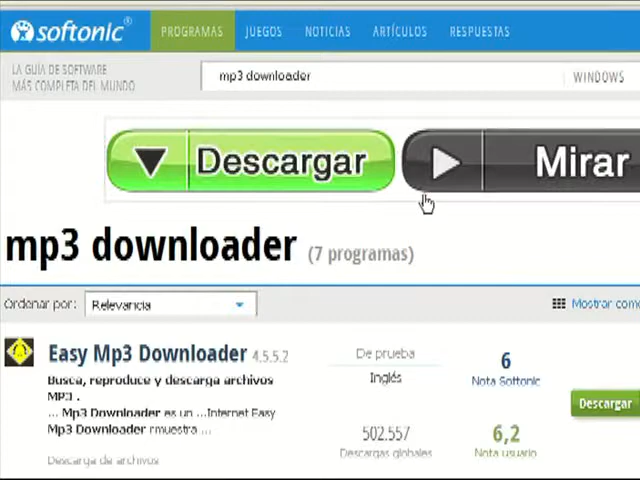 softonic®
PROGRAMAS JUEGOS NOTICIAS ARTÍCULOS RESPUESTAS
LA GUÍA DE SOFTWARE
MÁS COMPLETA DEL MUNDO
mp3 downloader
WINDOWS
Descargar
Mirar
mp3 downloader (7 programas)
Ordenar por: Relevancia
Mostrar como
Easy Mp3 Downloader 4.5.5.2
Busca, reproduce y descarga archivos
MP3 .
... Mp3 Downloader es un ...Internet Easy
Mp3 Downloader muestra ...
Descarga de archivos
De prueba
Inglés
502.557
Descargas globales
6
Nota Softonic
6,2
Nota usuario
Descargar